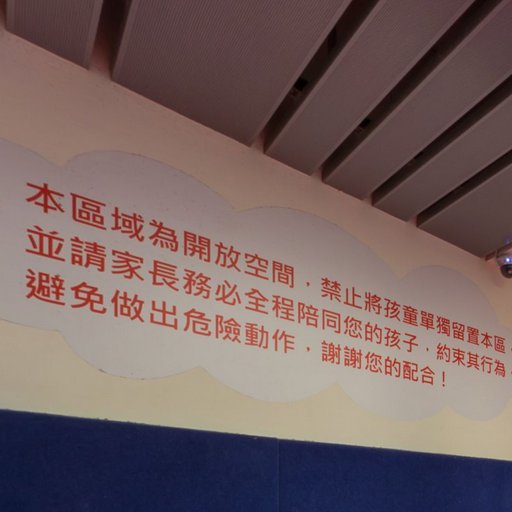 本區域為開放空間，禁止將孩童單獨留置本區，
並請家長務必全程陪同您的孩子，約束其行為，
避免做出危險動作，謝謝您的配合！